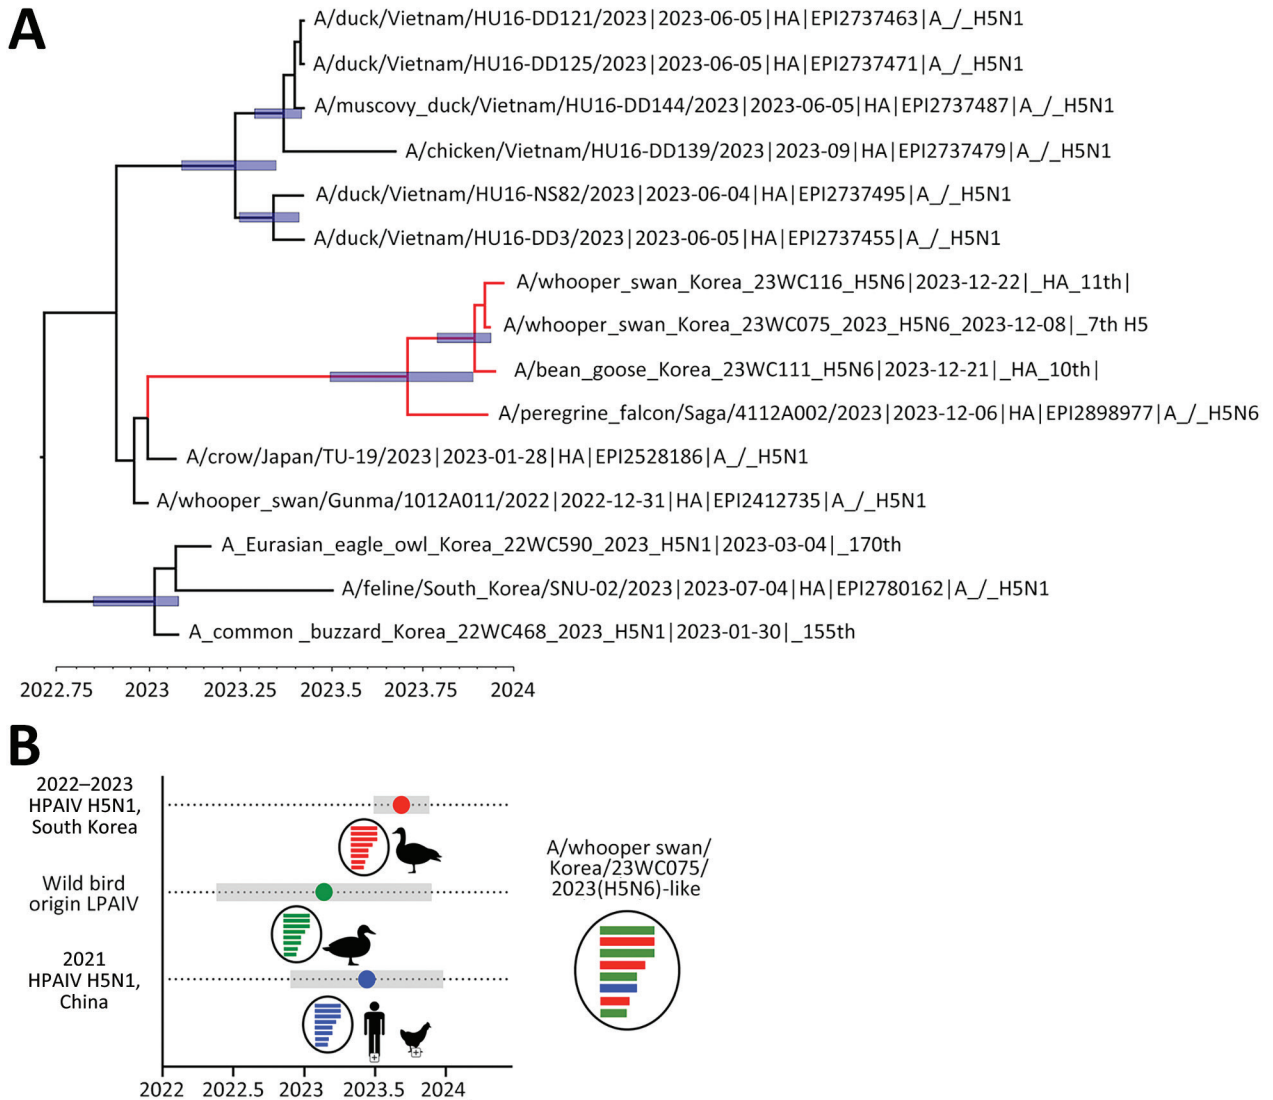 A
A/duck/Vietnam/HU16-DD121/2023|2023-06-05|HA|EPI2737463|A_/_H5N1
A/duck/Vietnam/HU16-DD125/2023|2023-06-05|HA|EPI2737471|A_/_H5N1
A/muscovy_duck/Vietnam/HU16-DD144/2023|2023-06-05|HA|EPI2737487|A_/_H5N1
A/chicken/Vietnam/HU16-DD139/2023|2023-09|HA|EPI2737479|A_/_H5N1
A/duck/Vietnam/HU16-NS82/2023|2023-06-04|HA|EPI2737495|A_/_H5N1
A/duck/Vietnam/HU16-DD3/2023|2023-06-05|HA|EPI2737455|A_/_H5N1
A/whooper_swan_Korea_23WC116_H5N6|2023-12-22|_HA_11th|
A/whooper_swan_Korea_23WC075_2023_H5N6_2023-12-08|_7th H5
A/bean_goose_Korea_23WC111_H5N6|2023-12-21|_HA_10th|
A/peregrine_falcon/Saga/4112A002/2023|2023-12-06|HA|EPI2898977|A_/_H5N6
A/crow/Japan/TU-19/2023|2023-01-28|HA|EPI2528186|A_/_H5N1
A/whooper_swan/Gunma/1012A011/2022|2022-12-31|HA|EPI2412735|A_/_H5N1
A_Eurasian_eagle_owl_Korea_22WC590_2023_H5N1|2023-03-04|_170th
A/feline/South_Korea/SNU-02/2023|2023-07-04|HA|EPI2780162|A_/_H5N1
A_common _buzzard_Korea_22WC468_2023_H5N1|2023-01-30|_155th
2022.75 2023 2023.25 2023.5 2023.75 2024
B
2022–2023
HPAIV H5N1,
South Korea
Wild bird
origin LPAIV
2021
HPAIV H5N1,
China
A/whooper swan/
Korea/23WC075/
2023(H5N6)-like
2022 2022.5 2023 2023.5 2024